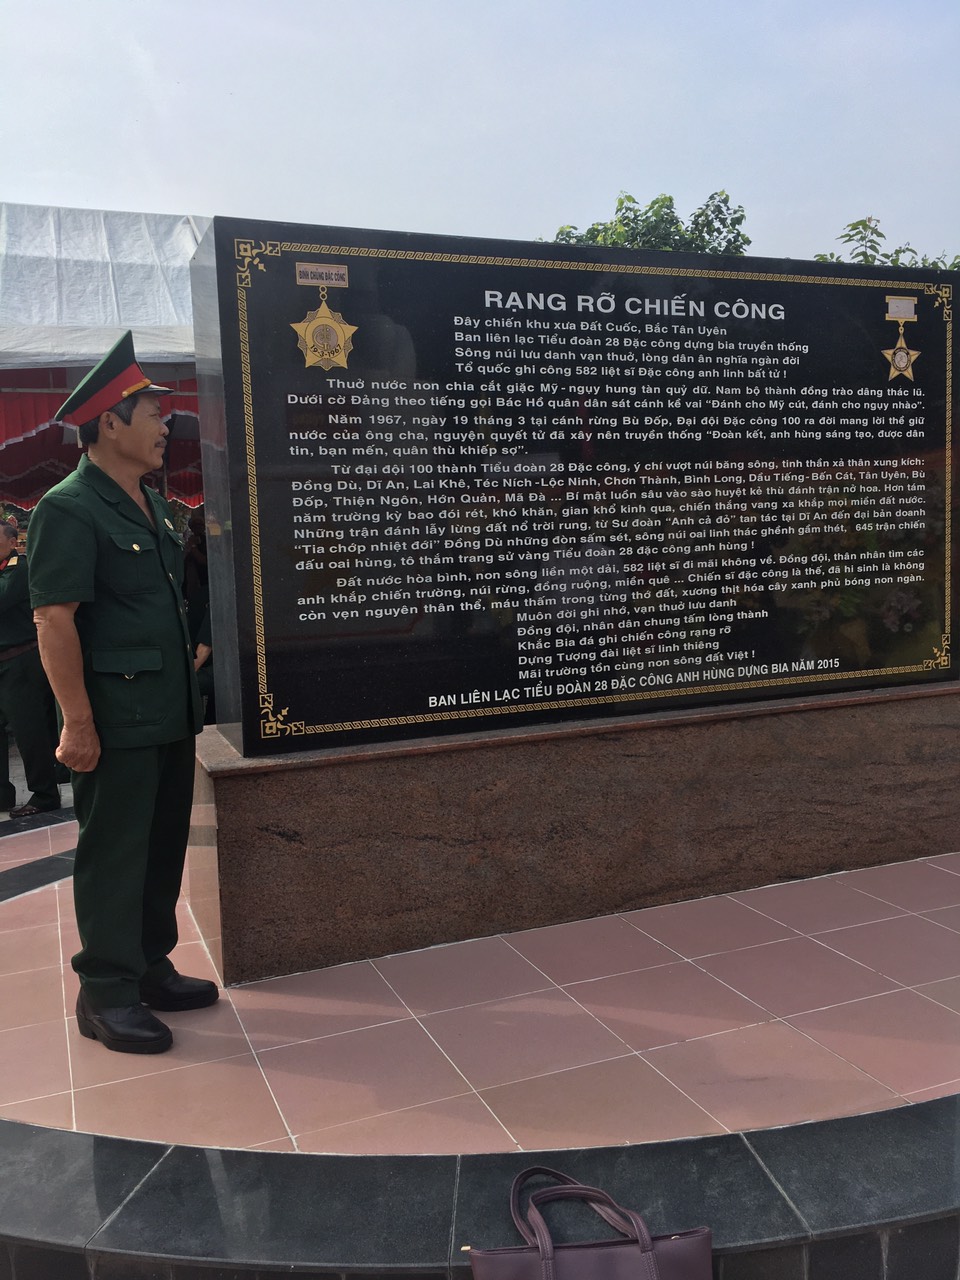 BINH CHỦNG ĐẶC CÔNG
19-3-1967
RẠNG RỠ CHIẾN CÔNG
Đây chiến khu xưa Đất Cuốc, Bắc Tân Uyên
Ban liên lạc Tiểu đoàn 28 Đặc công dựng bia truyền thống
Sông núi lưu danh vạn thuở, lòng dân ân nghĩa ngàn đời
Tổ quốc ghi công 582 liệt sĩ Đặc công anh linh bất tử !
Thuở nước non chia cắt giặc Mỹ - ngụy hung tàn quỷ dữ. Nam bộ thành đồng trào dâng thác lũ.
Dưới cờ Đảng theo tiếng gọi Bác Hồ quân dân sát cánh kề vai “Đánh cho Mỹ cút, đánh cho ngụy nhào”.
Năm 1967, ngày 19 tháng 3 tại cánh rừng Bù Đốp, Đại đội Đặc công 100 ra đời mang lời thề giữ
nước của ông cha, nguyện quyết tử đã xây nên truyền thống “Đoàn kết, anh hùng sáng tạo, được dân
tin, bạn mến, quân thù khiếp sợ”.
Từ đại đội 100 thành Tiểu đoàn 28 Đặc công, ý chí vượt núi băng sông, tinh thần xả thân xung kích:
Đồng Dù, Dĩ An, Lai Khê, Téc Ních - Lộc Ninh, Chơn Thành, Bình Long, Dầu Tiếng - Bến Cát, Tân Uyên, Bù
Đốp, Thiện Ngôn, Hớn Quản, Mã Đà ... Bí mật luồn sâu vào sào huyệt kẻ thù đánh trận nở hoa. Hơn tám
năm trường kỳ bao đói rét, khó khăn, gian khổ kinh qua, chiến thắng vang xa khắp mọi miền đất nước.
Những trận đánh lẫy lừng đất nổ trời rung, từ Sư đoàn “Anh cả đỏ” tan tác tại Dĩ An đến đại bản doanh
“Tia chớp nhiệt đới” Đồng Dù những đòn sấm sét, sông núi oai linh thác ghềnh gầm thét, 645 trận chiến
đấu oai hùng, tô thắm trang sử vàng Tiểu đoàn 28 đặc công anh hùng !
Đất nước hòa bình, non sông liền một dải, 582 liệt sĩ đi mãi không về. Đồng đội, thân nhân tìm các
anh khắp chiến trường, núi rừng, đồng ruộng, miền quê ... Chiến sĩ đặc công là thế, đã hi sinh là không
còn vẹn nguyên thân thể, máu thấm trong từng thớ đất, xương thịt hóa cây xanh phủ bóng non ngàn.
Muôn đời ghi nhớ, vạn thuở lưu danh
Đồng đội, nhân dân chung tấm lòng thành
Khắc Bia đá ghi chiến công rạng rỡ
Dựng Tượng đài liệt sĩ linh thiêng
Mãi trường tồn cùng non sông đất Việt !
BAN LIÊN LẠC TIỂU ĐOÀN 28 ĐẶC CÔNG ANH HÙNG DỰNG BIA NĂM 2015